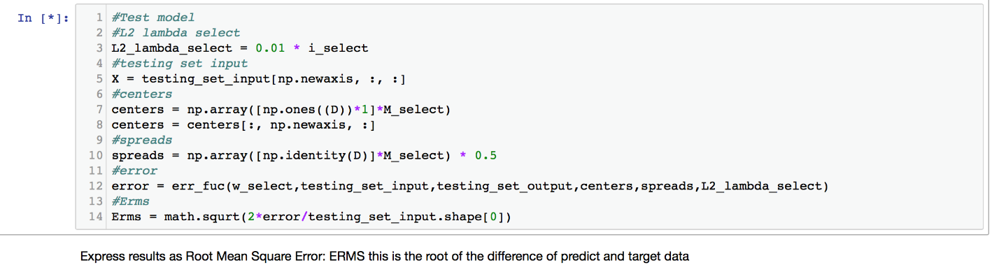 In [*]:
1 #Test model
2 #L2 lambda select
3 L2_lambda_select = 0.01 * i_select
4 #testing set input
5 X = testing_set_input[np.newaxis, :, :]
6 #centers
7 centers = np.array([np.ones((D))*1]*M_select)
8 centers = centers[:, np.newaxis, :]
9 #spreads
10 spreads = np.array([np.identity(D)]*M_select) * 0.5
11 #error
12 error = err_fuc(w_select,testing_set_input,testing_set_output,centers,spreads,L2_lambda_select)
13 #Erms
14 Erms = math.squrt(2*error/testing_set_input.shape[0])
Express results as Root Mean Square Error: ERMS this is the root of the difference of predict and target data